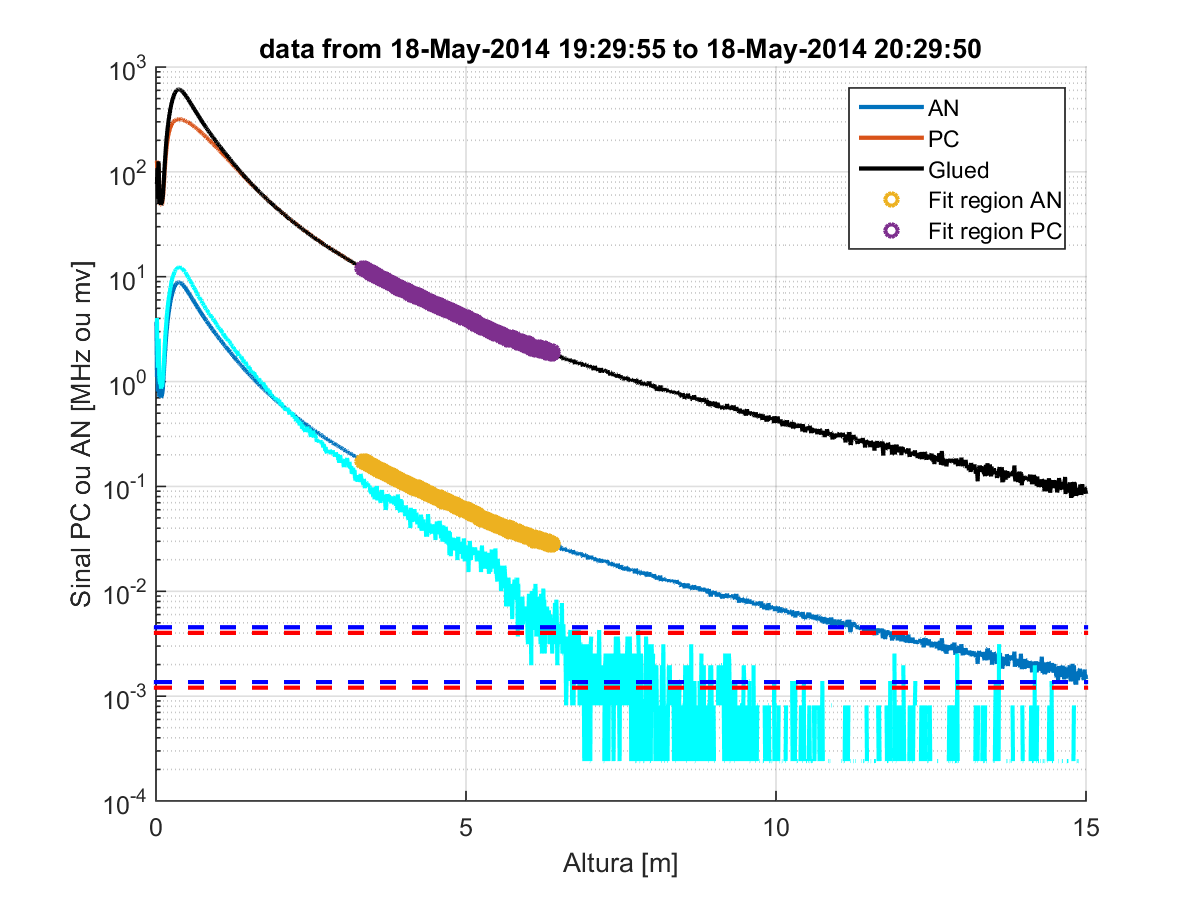 data from 18-May-2014 19:29:55 to 18-May-2014 20:29:50
AN
PC
Glued
Fit region AN
Fit region PC
Sinal PC ou AN [MHz ou mv]
10^3
10^2
10^1
10^0
10^-1
10^-2
10^-3
10^-4
0 5 10 15
Altura [m]